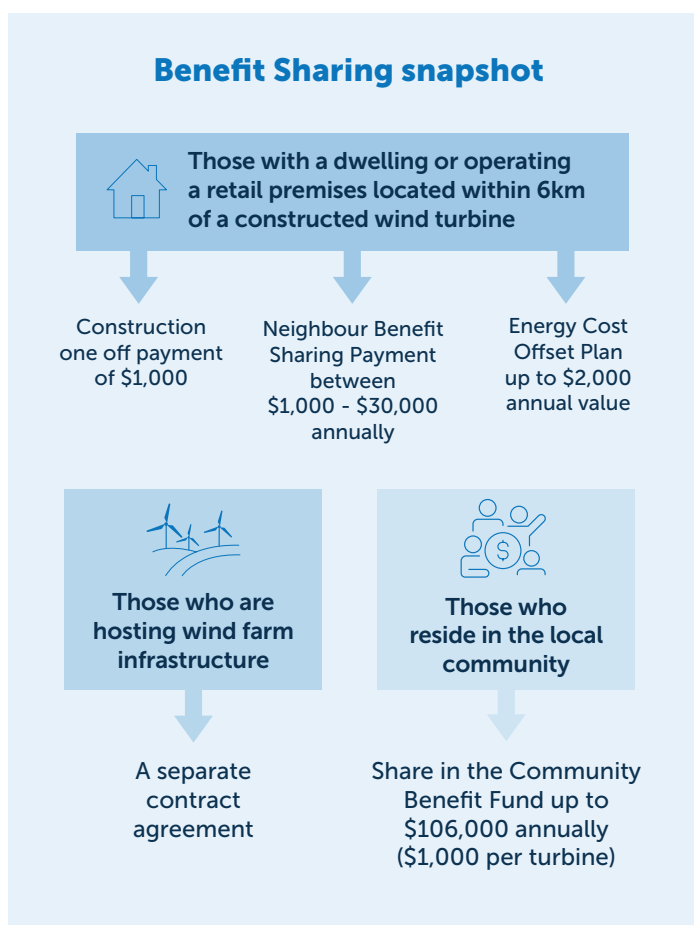 Benefit Sharing snapshot
Those with a dwelling or operating
a retail premises located within 6km
of a constructed wind turbine
Construction
one off payment
of $1,000
Neighbour Benefit
Sharing Payment
between
$1,000 - $30,000
annually
Energy Cost
Offset Plan
up to $2,000
annual value
Those who are
hosting wind farm
infrastructure
A separate
contract
agreement
$
Those who
reside in the local
community
Share in the Community
Benefit Fund up to
$106,000 annually
($1,000 per turbine)